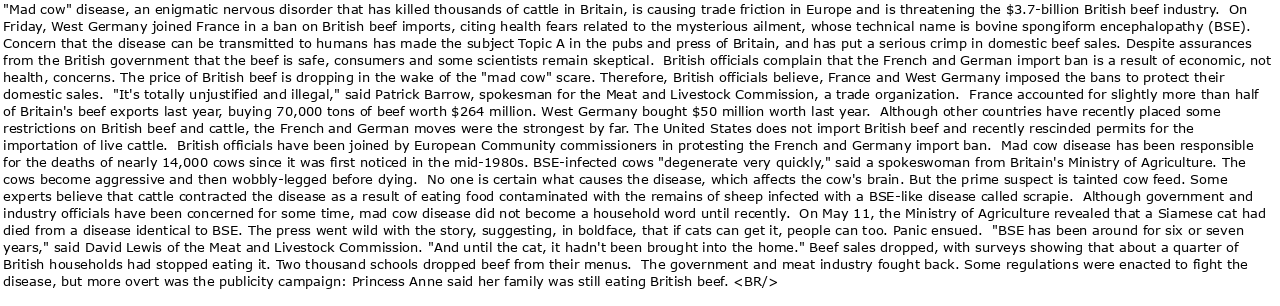 "Mad cow" disease, an enigmatic nervous disorder that has killed thousands of cattle in Britain, is causing trade friction in Europe and is threatening the $3.7-billion British beef industry.  On
Friday, West Germany joined France in a ban on British beef imports, citing health fears related to the mysterious ailment, whose technical name is bovine spongiform encephalopathy (BSE).
Concern that the disease can be transmitted to humans has made the subject Topic A in the pubs and press of Britain, and has put a serious crimp in domestic beef sales. Despite assurances
from the British government that the beef is safe, consumers and some scientists remain skeptical.  British officials complain that the French and German import ban is a result of economic, not
health, concerns. The price of British beef is dropping in the wake of the "mad cow" scare. Therefore, British officials believe, France and West Germany imposed the bans to protect their
domestic sales.  "It's totally unjustified and illegal," said Patrick Barrow, spokesman for the Meat and Livestock Commission, a trade organization.  France accounted for slightly more than half
of Britain's beef exports last year, buying 70,000 tons of beef worth $264 million. West Germany bought $50 million worth last year.  Although other countries have recently placed some
restrictions on British beef and cattle, the French and German moves were the strongest by far. The United States does not import British beef and recently rescinded permits for the
importation of live cattle.  British officials have been joined by European Community commissioners in protesting the French and Germany import ban.  Mad cow disease has been responsible
for the deaths of nearly 14,000 cows since it was first noticed in the mid-1980s. BSE-infected cows "degenerate very quickly," said a spokeswoman from Britain's Ministry of Agriculture. The
cows become aggressive and then wobbly-legged before dying.  No one is certain what causes the disease, which affects the cow's brain. But the prime suspect is tainted cow feed. Some
experts believe that cattle contracted the disease as a result of eating food contaminated with the remains of sheep infected with a BSE-like disease called scrapie.  Although government and
industry officials have been concerned for some time, mad cow disease did not become a household word until recently.  On May 11, the Ministry of Agriculture revealed that a Siamese cat had
died from a disease identical to BSE. The press went wild with the story, suggesting, in boldface, that if cats can get it, people can too. Panic ensued.  "BSE has been around for six or seven
years," said David Lewis of the Meat and Livestock Commission. "And until the cat, it hadn't been brought into the home." Beef sales dropped, with surveys showing that about a quarter of
British households had stopped eating it. Two thousand schools dropped beef from their menus.  The government and meat industry fought back. Some regulations were enacted to fight the
disease, but more overt was the publicity campaign: Princess Anne said her family was still eating British beef. <BR/>